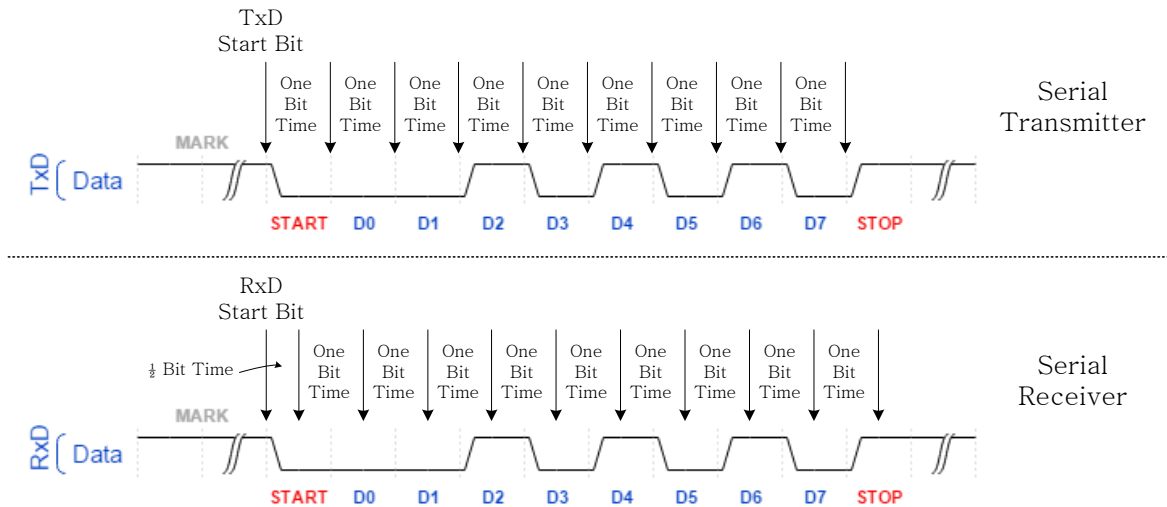 TxD
Start Bit
One Bit Time
One Bit Time
One Bit Time
One Bit Time
One Bit Time
One Bit Time
One Bit Time
One Bit Time
One Bit Time
Serial
Transmitter
MARK
TxD
Data
START D0 D1 D2 D3 D4 D5 D6 D7 STOP
RxD
Start Bit
½ Bit Time
One Bit Time
One Bit Time
One Bit Time
One Bit Time
One Bit Time
One Bit Time
One Bit Time
One Bit Time
One Bit Time
Serial
Receiver
MARK
RxD
Data
START D0 D1 D2 D3 D4 D5 D6 D7 STOP